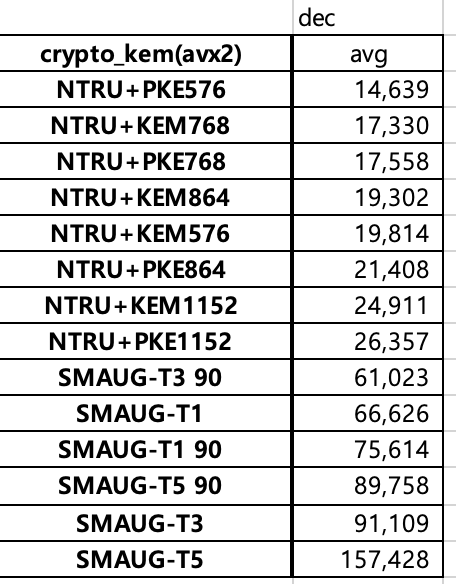 dec
crypto_kem(avx2) avg
NTRU+PKE576 14,639
NTRU+KEM768 17,330
NTRU+PKE768 17,558
NTRU+KEM864 19,302
NTRU+KEM576 19,814
NTRU+PKE864 21,408
NTRU+KEM1152 24,911
NTRU+PKE1152 26,357
SMAUG-T3 90 61,023
SMAUG-T1 66,626
SMAUG-T1 90 75,614
SMAUG-T5 90 89,758
SMAUG-T3 91,109
SMAUG-T5 157,428